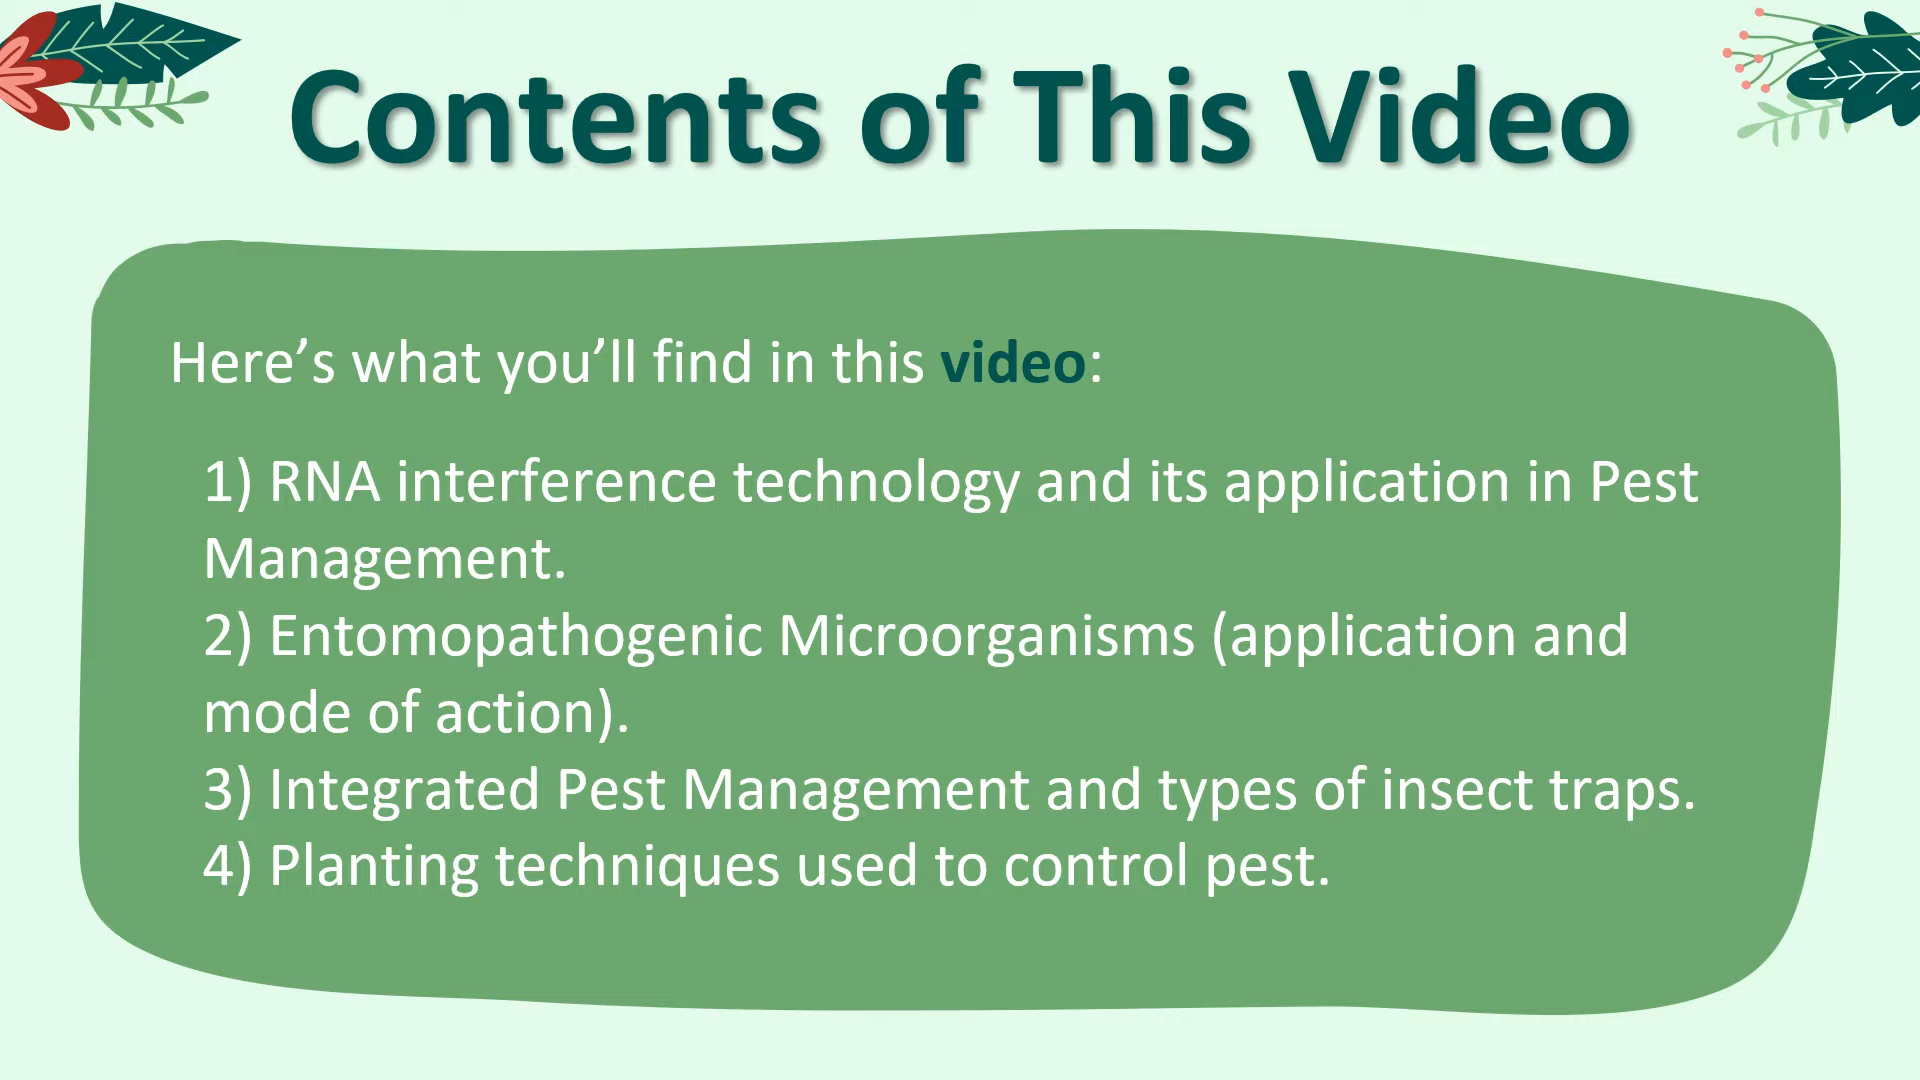 Contents of This Video
Here’s what you’ll find in this video:
1) RNA interference technology and its application in Pest
Management.
2) Entomopathogenic Microorganisms (application and
mode of action).
3) Integrated Pest Management and types of insect traps.
4) Planting techniques used to control pest.